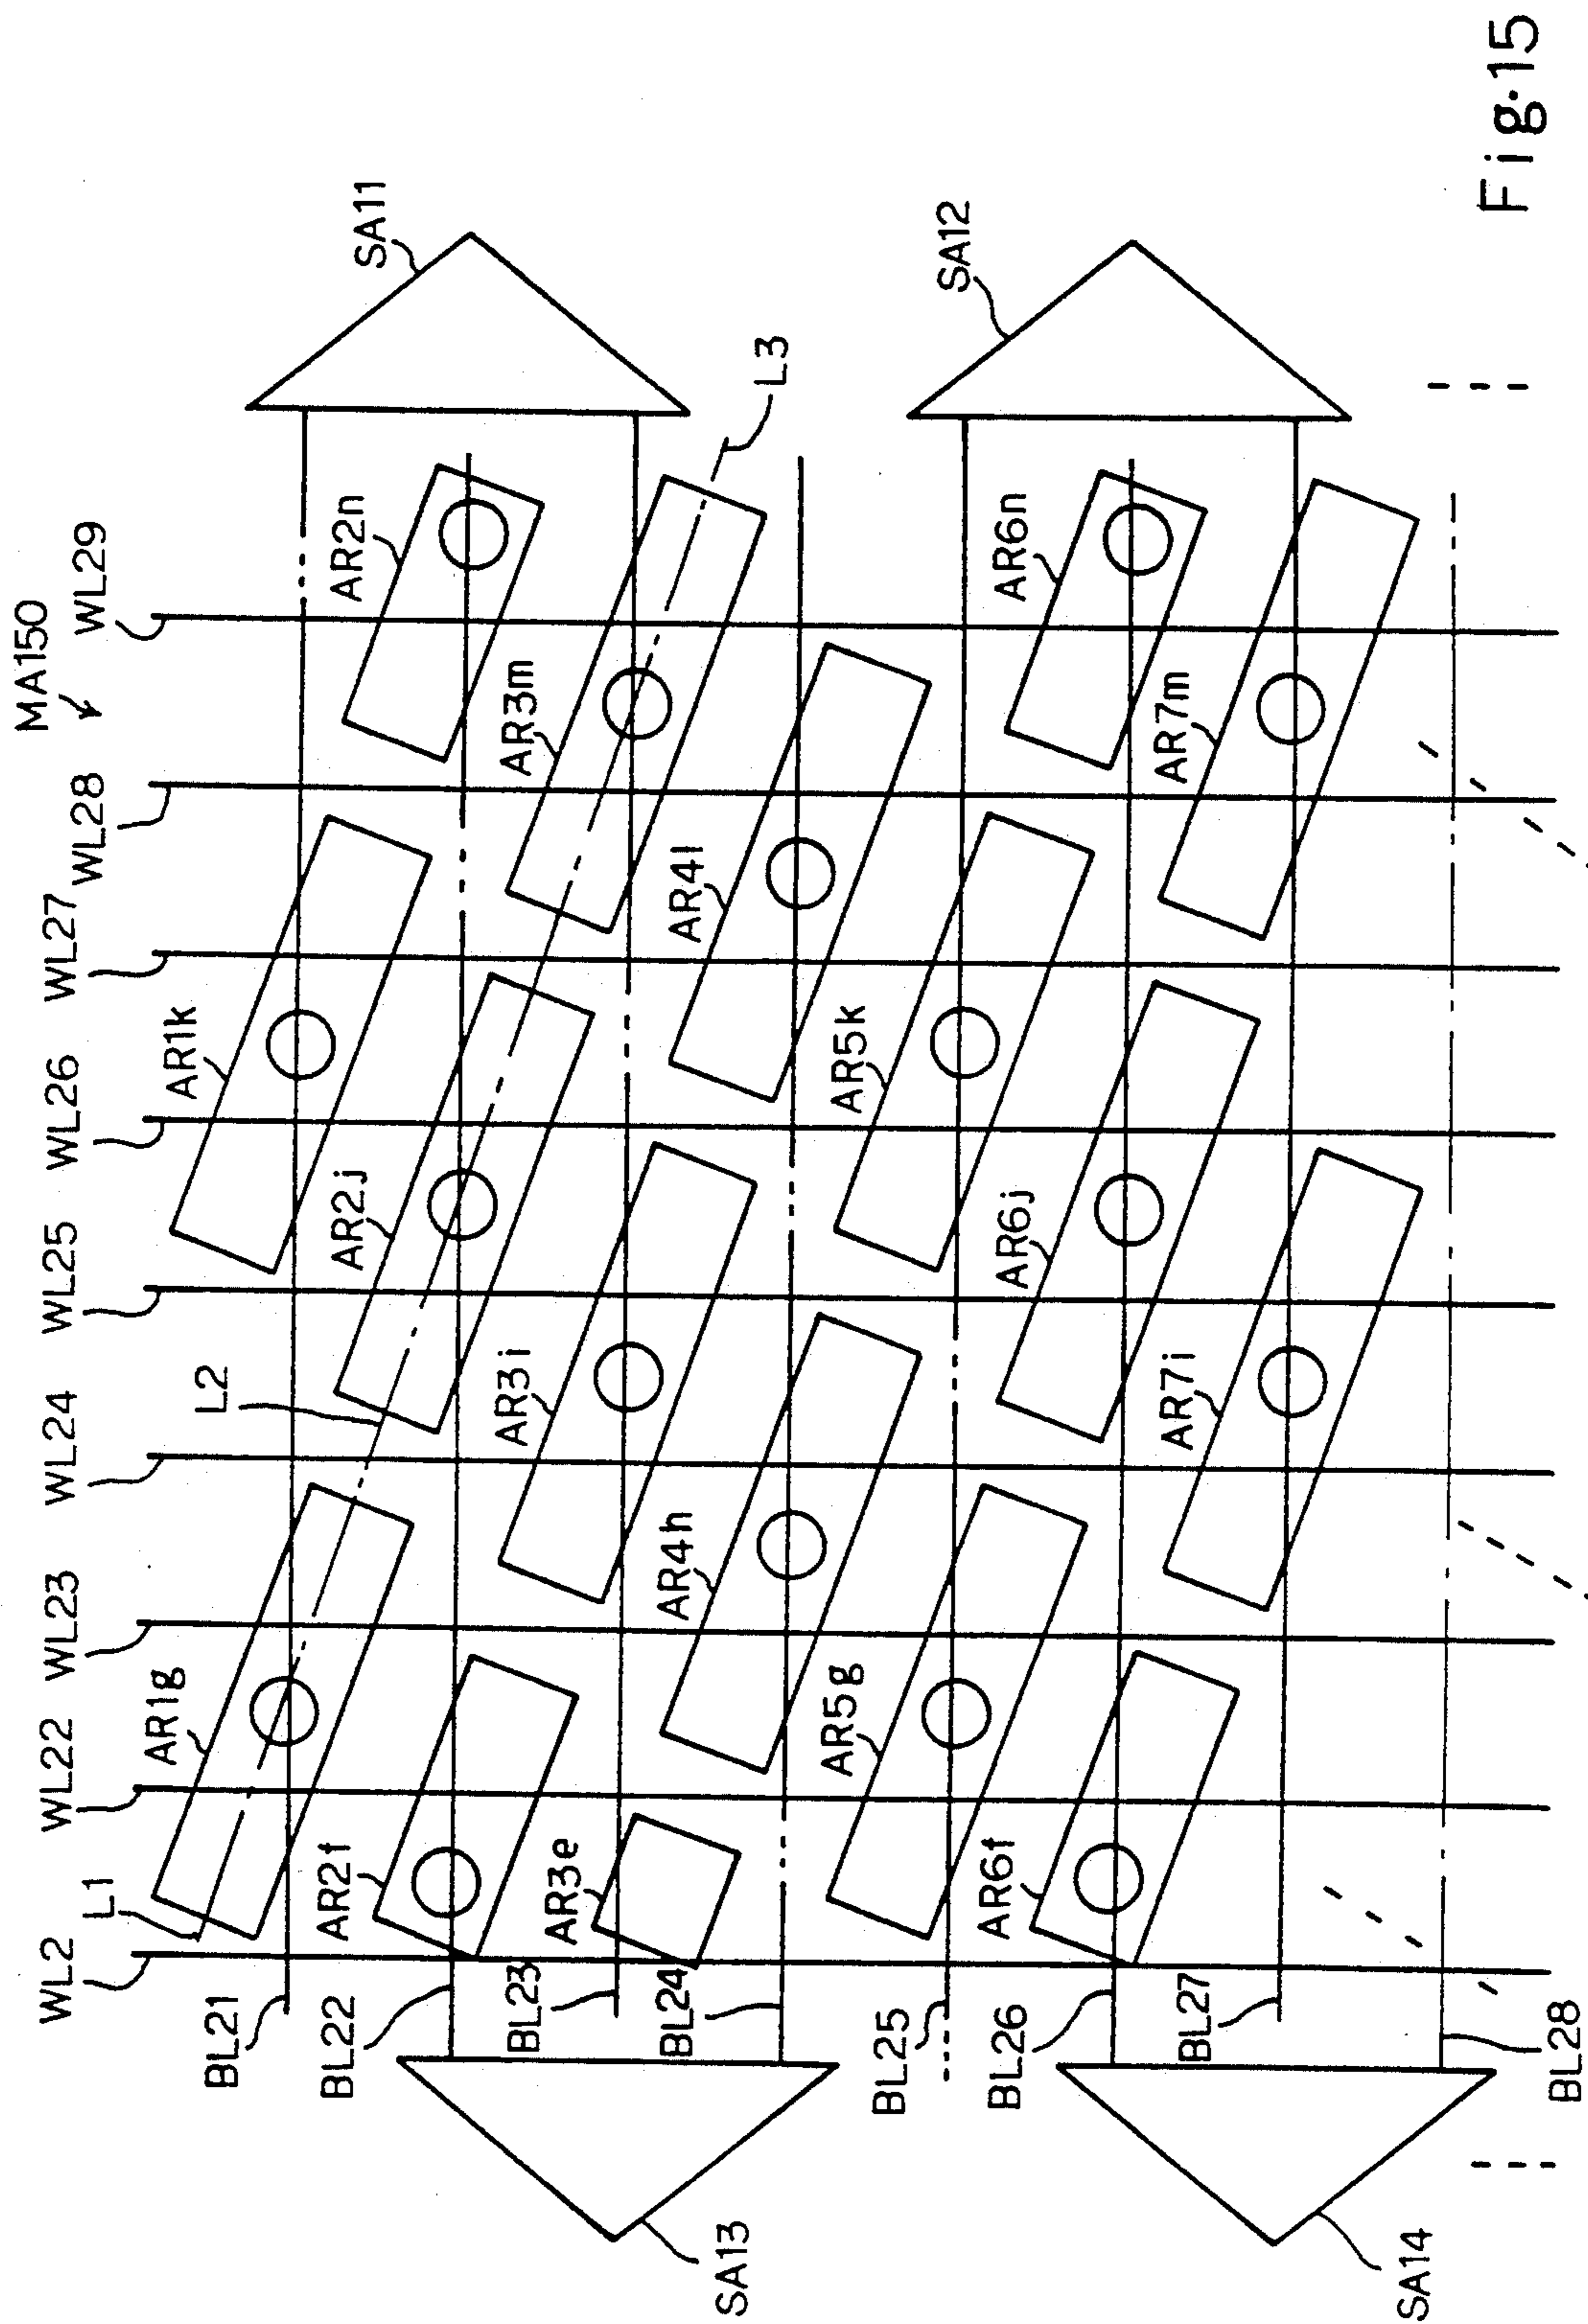 MA150
WL2
WL22
WL23
WL24
WL25
WL26
WL27
WL28
WL29
L1
AR1g
L2
AR1k
SA11
BL21
AR2f
AR2j
AR2n
BL22
AR3e
AR3i
AR3m
L3
BL23
SA13
BL24
AR4h
AR4l
BL25
AR5g
AR5k
SA12
BL26
AR6f
AR6j
AR6n
BL27
AR7i
AR7m
SA14
BL28
Fig.15